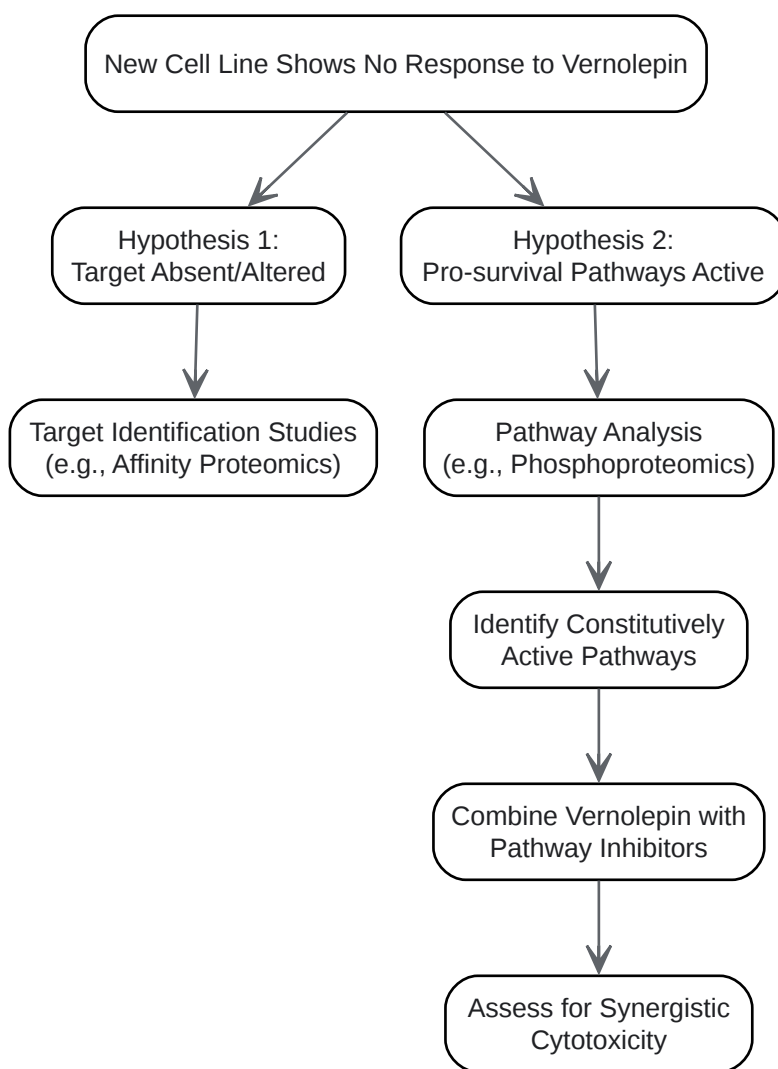 New Cell Line Shows No Response to Vernolepin
Hypothesis 1:
Target Absent/Altered
Hypothesis 2:
Pro-survival Pathways Active
Target Identification Studies
(e.g., Affinity Proteomics)
Pathway Analysis
(e.g., Phosphoproteomics)
Identify Constitutively
Active Pathways
Combine Vernolepin with
Pathway Inhibitors
Assess for Synergistic
Cytotoxicity